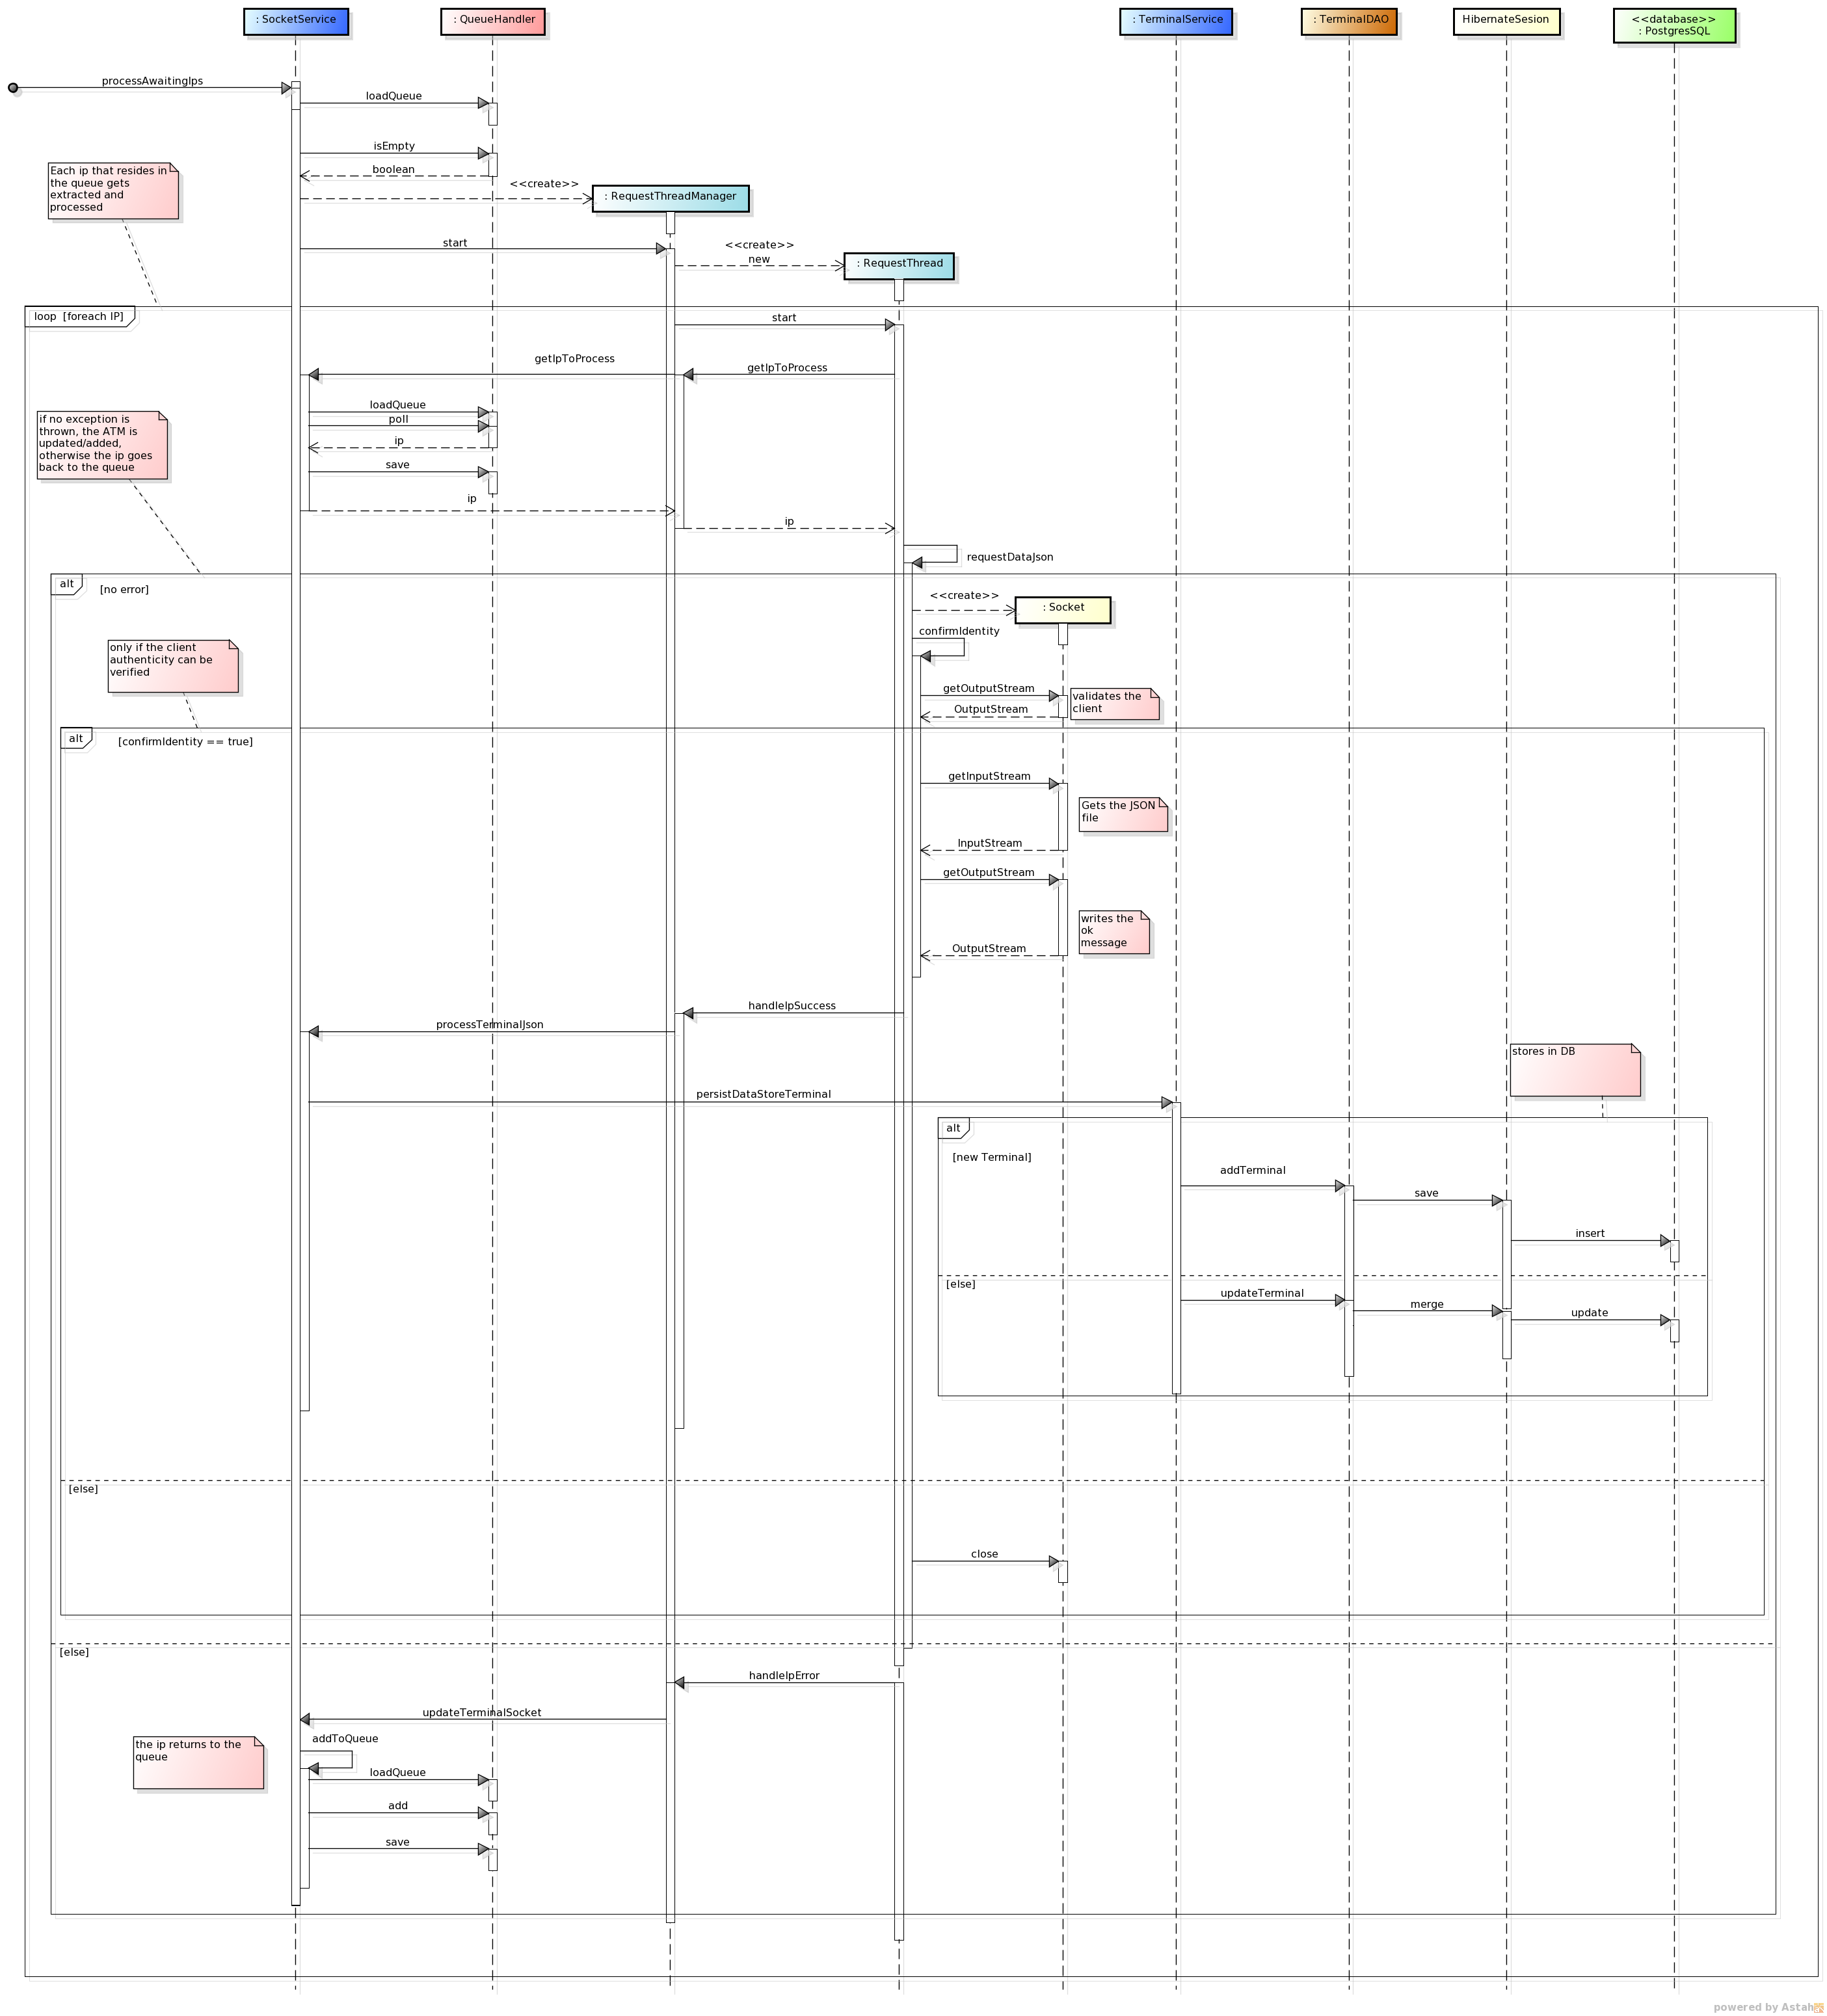 : SocketService
: QueueHandler
: TerminalService
: TerminalDAO
HibernateSesion
<<database>>
: PostgresSQL
processAwaitingIps
loadQueue
isEmpty
boolean
Each ip that resides in
the queue gets
extracted and
processed
<<create>>
: RequestThreadManager
start
<<create>>
new
: RequestThread
loop [foreach IP]
start
getIpToProcess
getIpToProcess
loadQueue
poll
ip
save
ip
ip
if no exception is
thrown, the ATM is
updated/added,
otherwise the ip goes
back to the queue
requestDataJson
alt
[no error]
<<create>>
: Socket
confirmIdentity
only if the client
authenticity can be
verified
getOutputStream
OutputStream
validates the
client
alt
[confirmIdentity == true]
getInputStream
Gets the JSON
file
InputStream
getOutputStream
writes the
ok
message
OutputStream
handleIpSuccess
processTerminalJson
stores in DB
persistDataStoreTerminal
alt
[new Terminal]
addTerminal
save
insert
[else]
updateTerminal
merge
update
[else]
close
[else]
handleIpError
updateTerminalSocket
the ip returns to the
queue
addToQueue
loadQueue
add
save
powered by Astah